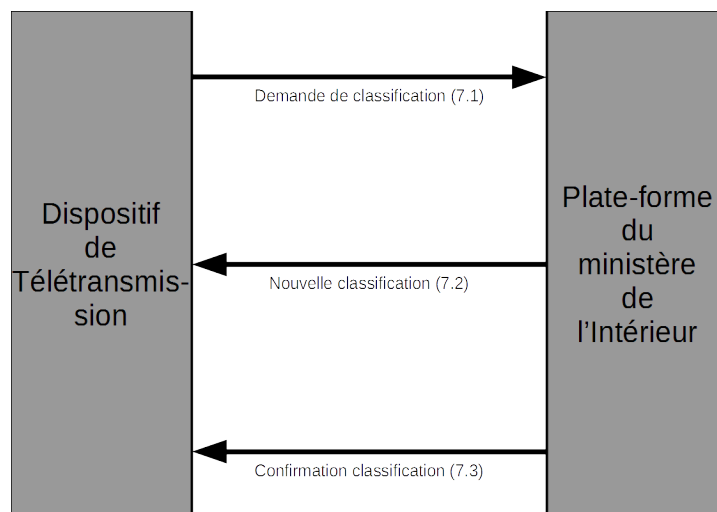 Demande de classification (7.1)
Dispositif
de
Télétransmis-
sion
Plate-forme
du
ministère
de
l’Intérieur
Nouvelle classification (7.2)
Confirmation classification (7.3)